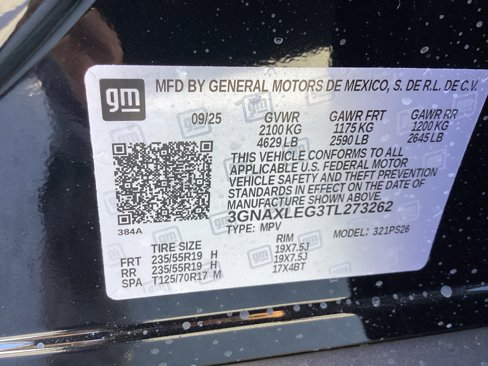 gm
MFD BY GENERAL MOTORS DE MEXICO, S. DE R.L. DE C.V.
09/25 GVWR GAWR FRT GAWR RR
2100 KG 1175 KG 1200 KG
4629 LB 2590 LB 2645 LB
THIS VEHICLE CONFORMS TO ALL
APPLICABLE U.S. FEDERAL MOTOR
VEHICLE SAFETY AND THEFT PREVENTION
STANDARDS IN EFFECT ON THE DATE OF
MANUFACTURE SHOWN ABOVE.
3GNAXLEG3TL273262
384A TYPE: MPV MODEL: 321PS26
TIRE SIZE RIM
FRT 235/55R19 H 19X7.5J
RR 235/55R19 H 19X7.5J
SPA T125/70R17 M 17X4BT